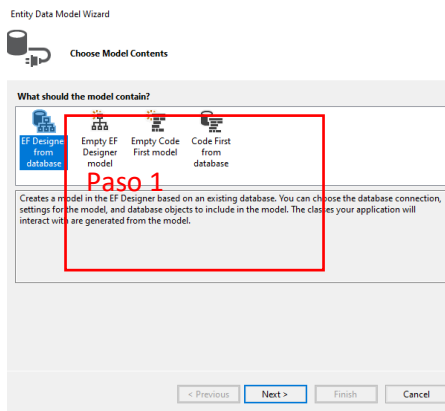 Entity Data Model Wizard
Choose Model Contents
What should the model contain?
EF Designer from database
Empty EF Designer model
Empty Code First model
Code First from database
Paso 1
Creates a model in the EF Designer based on an existing database. You can choose the database connection,
settings for the model, and database objects to include in the model. The classes your application will
interact with are generated from the model.
< Previous
Next >
Finish
Cancel